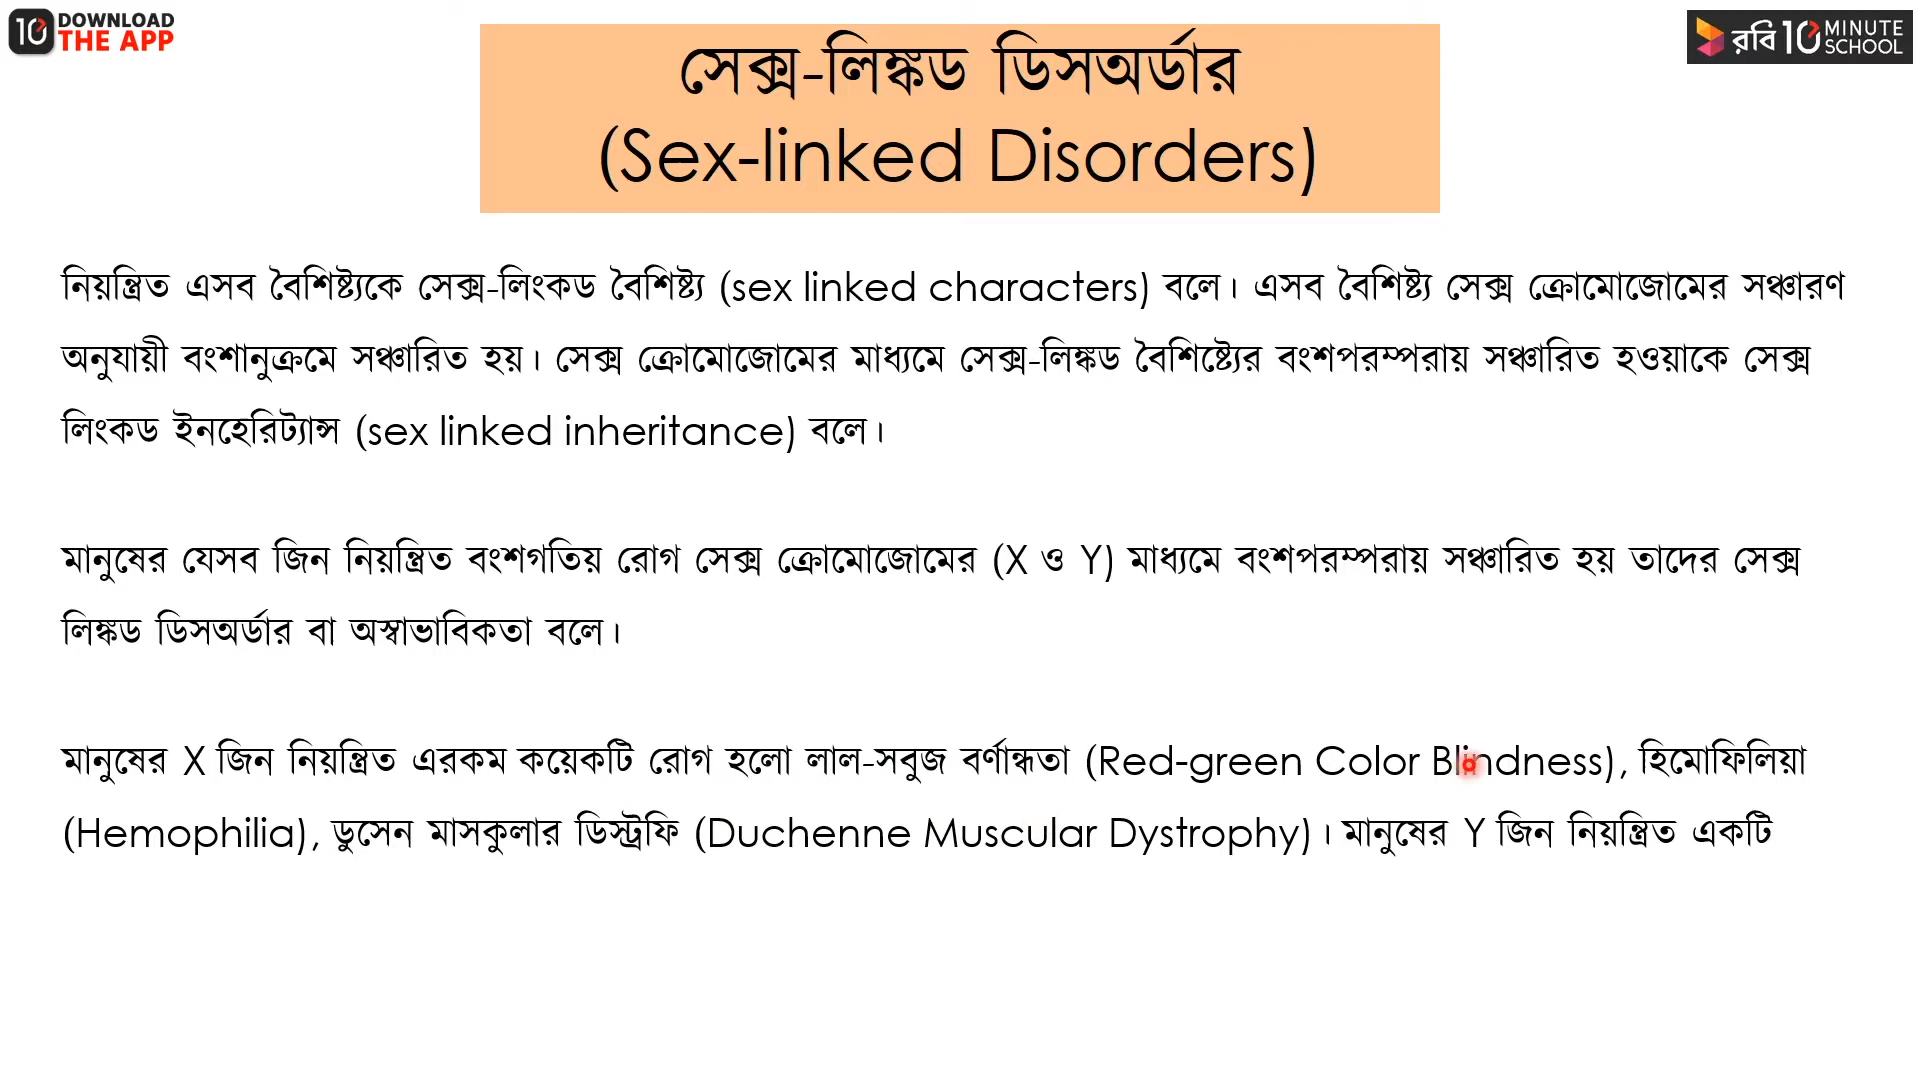 10 DOWNLOAD
THE APP
রবি 10 MINUTE
SCHOOL
সেক্স-লিঙ্কড ডিসঅর্ডার
(Sex-linked Disorders)
নিয়ন্ত্রিত এসব বৈশিষ্ট্যকে সেক্স-লিংকড বৈশিষ্ট্য (sex linked characters) বলে। এসব বৈশিষ্ট্য সেক্স ক্রোমোজোমের সঞ্চারণ
অনুযায়ী বংশানুক্রমে সঞ্চারিত হয়। সেক্স ক্রোমোজোমের মাধ্যমে সেক্স-লিঙ্কড বৈশিষ্ট্যের বংশপরম্পরায় সঞ্চারিত হওয়াকে সেক্স
লিংকড ইনহেরিট্যান্স (sex linked inheritance) বলে।
মানুষের যেসব জিন নিয়ন্ত্রিত বংশগতিয় রোগ সেক্স ক্রোমোজোমের (X ও Y) মাধ্যমে বংশপরম্পরায় সঞ্চারিত হয় তাদের সেক্স
লিঙ্কড ডিসঅর্ডার বা অস্বাভাবিকতা বলে।
মানুষের X জিন নিয়ন্ত্রিত এরকম কয়েকটি রোগ হলো লাল-সবুজ বর্ণান্ধতা (Red-green Color Blindness), হিমোফিলিয়া
(Hemophilia), ডুসেন মাসকুলার ডিস্ট্রফি (Duchenne Muscular Dystrophy)। মানুষের Y জিন নিয়ন্ত্রিত একটি